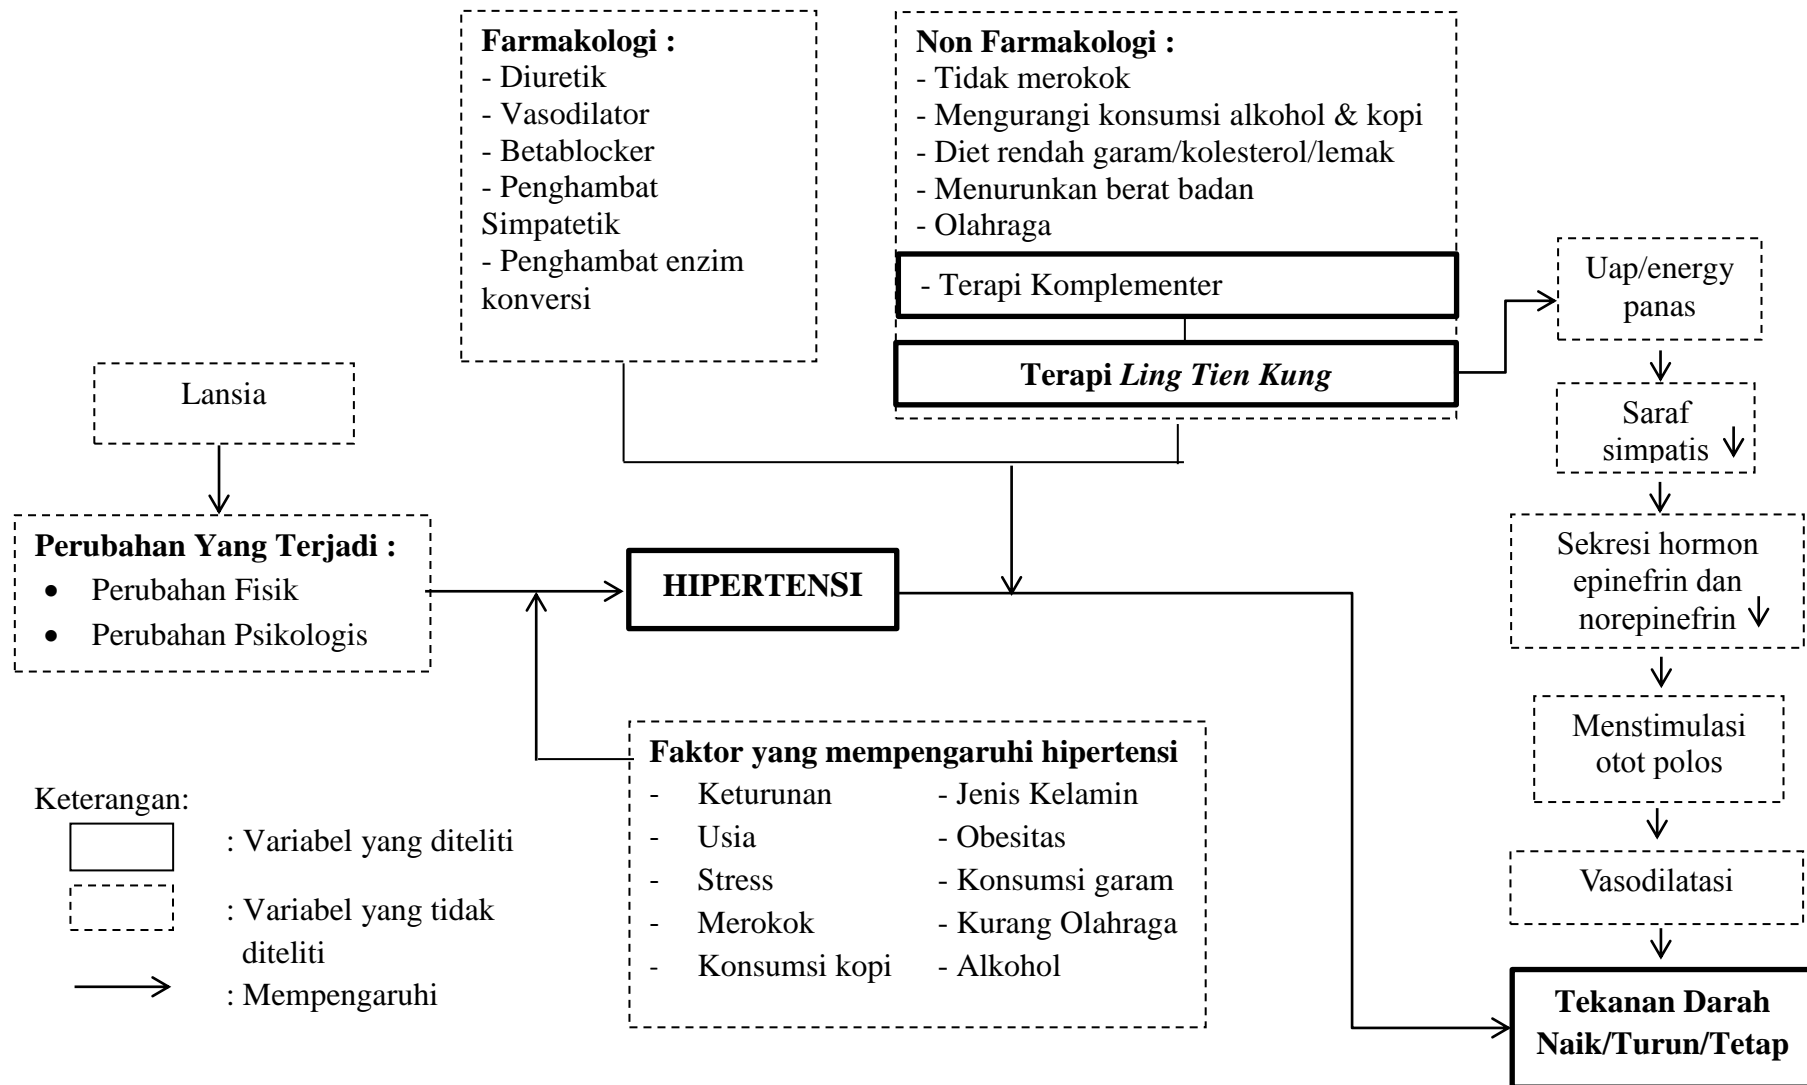 Farmakologi :
- Diuretik
- Vasodilator
- Betablocker
- Penghambat
Simpatetik
- Penghambat enzim
konversi
Non Farmakologi :
- Tidak merokok
- Mengurangi konsumsi alkohol & kopi
- Diet rendah garam/kolesterol/lemak
- Menurunkan berat badan
- Olahraga
- Terapi Komplementer
Terapi Ling Tien Kung
Uap/energy
panas
Saraf
simpatis
Sekresi hormon
epinefrin dan
norepinefrin
Menstimulasi
otot polos
Vasodilatasi
Tekanan Darah
Naik/Turun/Tetap
Lansia
Perubahan Yang Terjadi :
• Perubahan Fisik
• Perubahan Psikologis
HIPERTENSI
Faktor yang mempengaruhi hipertensi
- Keturunan - Jenis Kelamin
- Usia - Obesitas
- Stress - Konsumsi garam
- Merokok - Kurang Olahraga
- Konsumsi kopi - Alkohol
Keterangan:
: Variabel yang diteliti
: Variabel yang tidak
diteliti
: Mempengaruhi